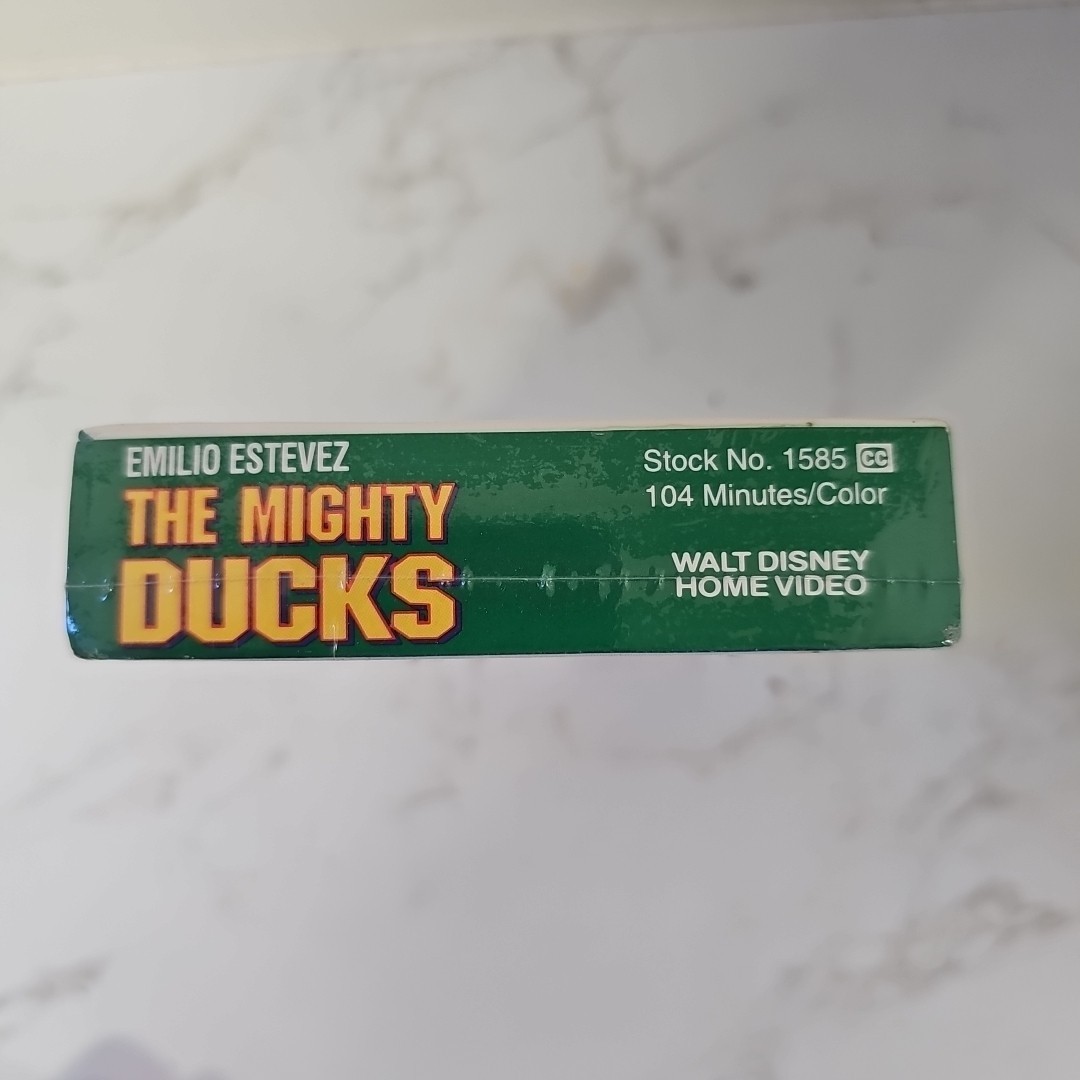 EMILIO ESTEVEZ
THE MIGHTY
DUCKS
Stock No. 1585 CC
104 Minutes/Color
WALT DISNEY
HOME VIDEO